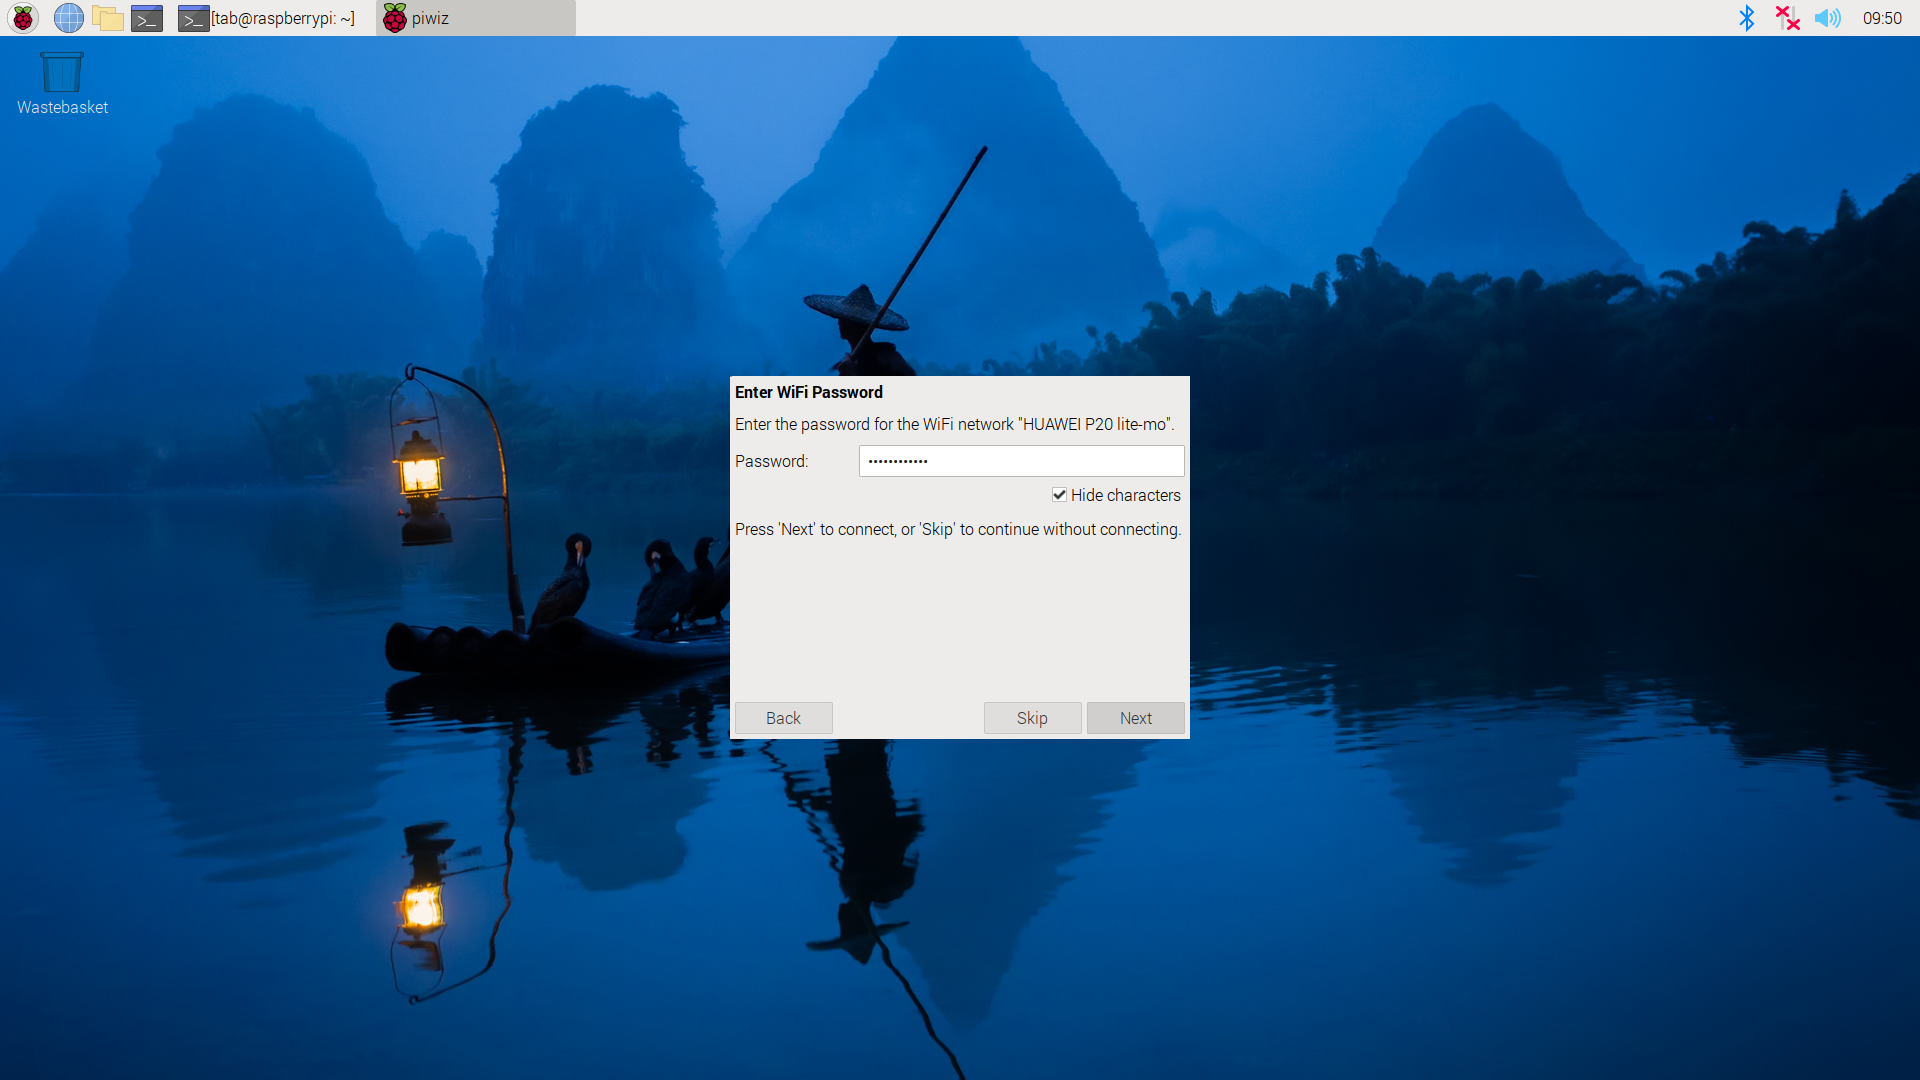 [tab@raspberrypi: ~]
piwiz
09:50
Wastebasket
Enter WiFi Password
Enter the password for the WiFi network "HUAWEI P20 lite-mo".
Password: ••••••••••••
Hide characters
Press 'Next' to connect, or 'Skip' to continue without connecting.
Back Skip Next